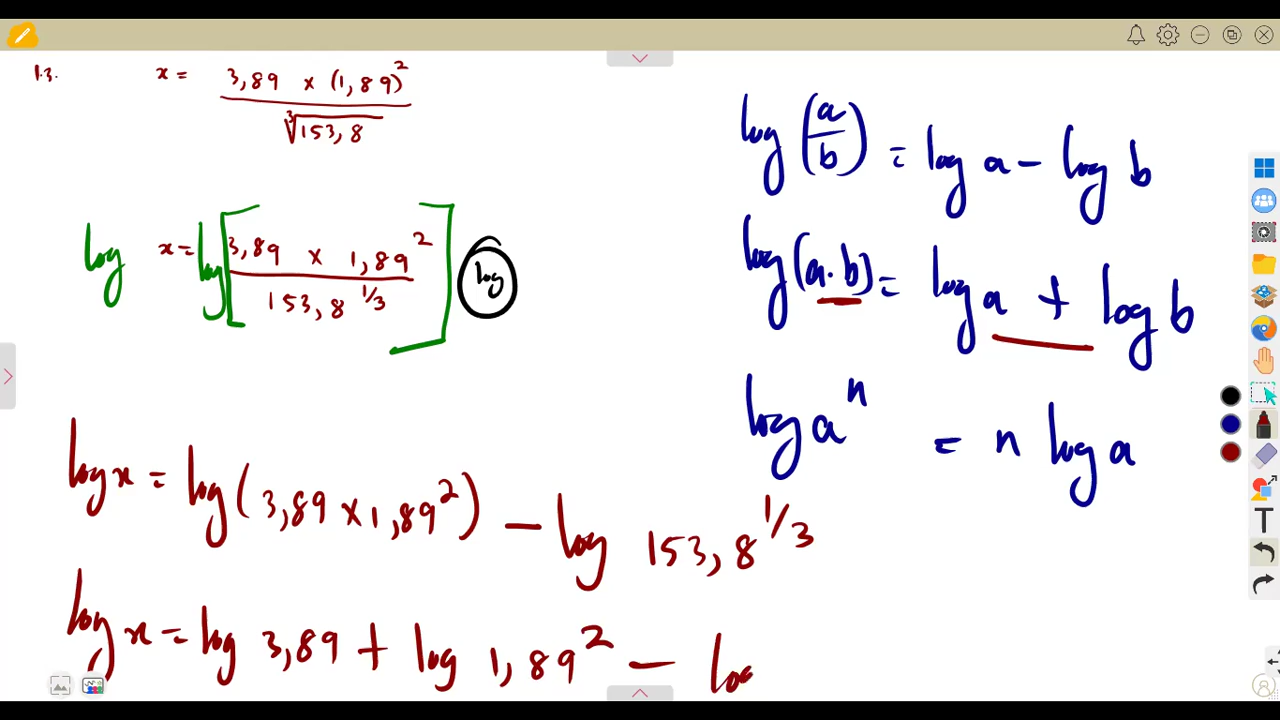 1.3. x = 3,89 × (1,89)² / ∛153,8
log x = log [3,89 × 1,89² / 153,8^1/3] log
log x = log(3,89 × 1,89²) − log 153,8^1/3
log x = log 3,89 + log 1,89² − log
log(a/b) = log a − log b
log(a·b) = log a + log b
log aⁿ = n log a
T